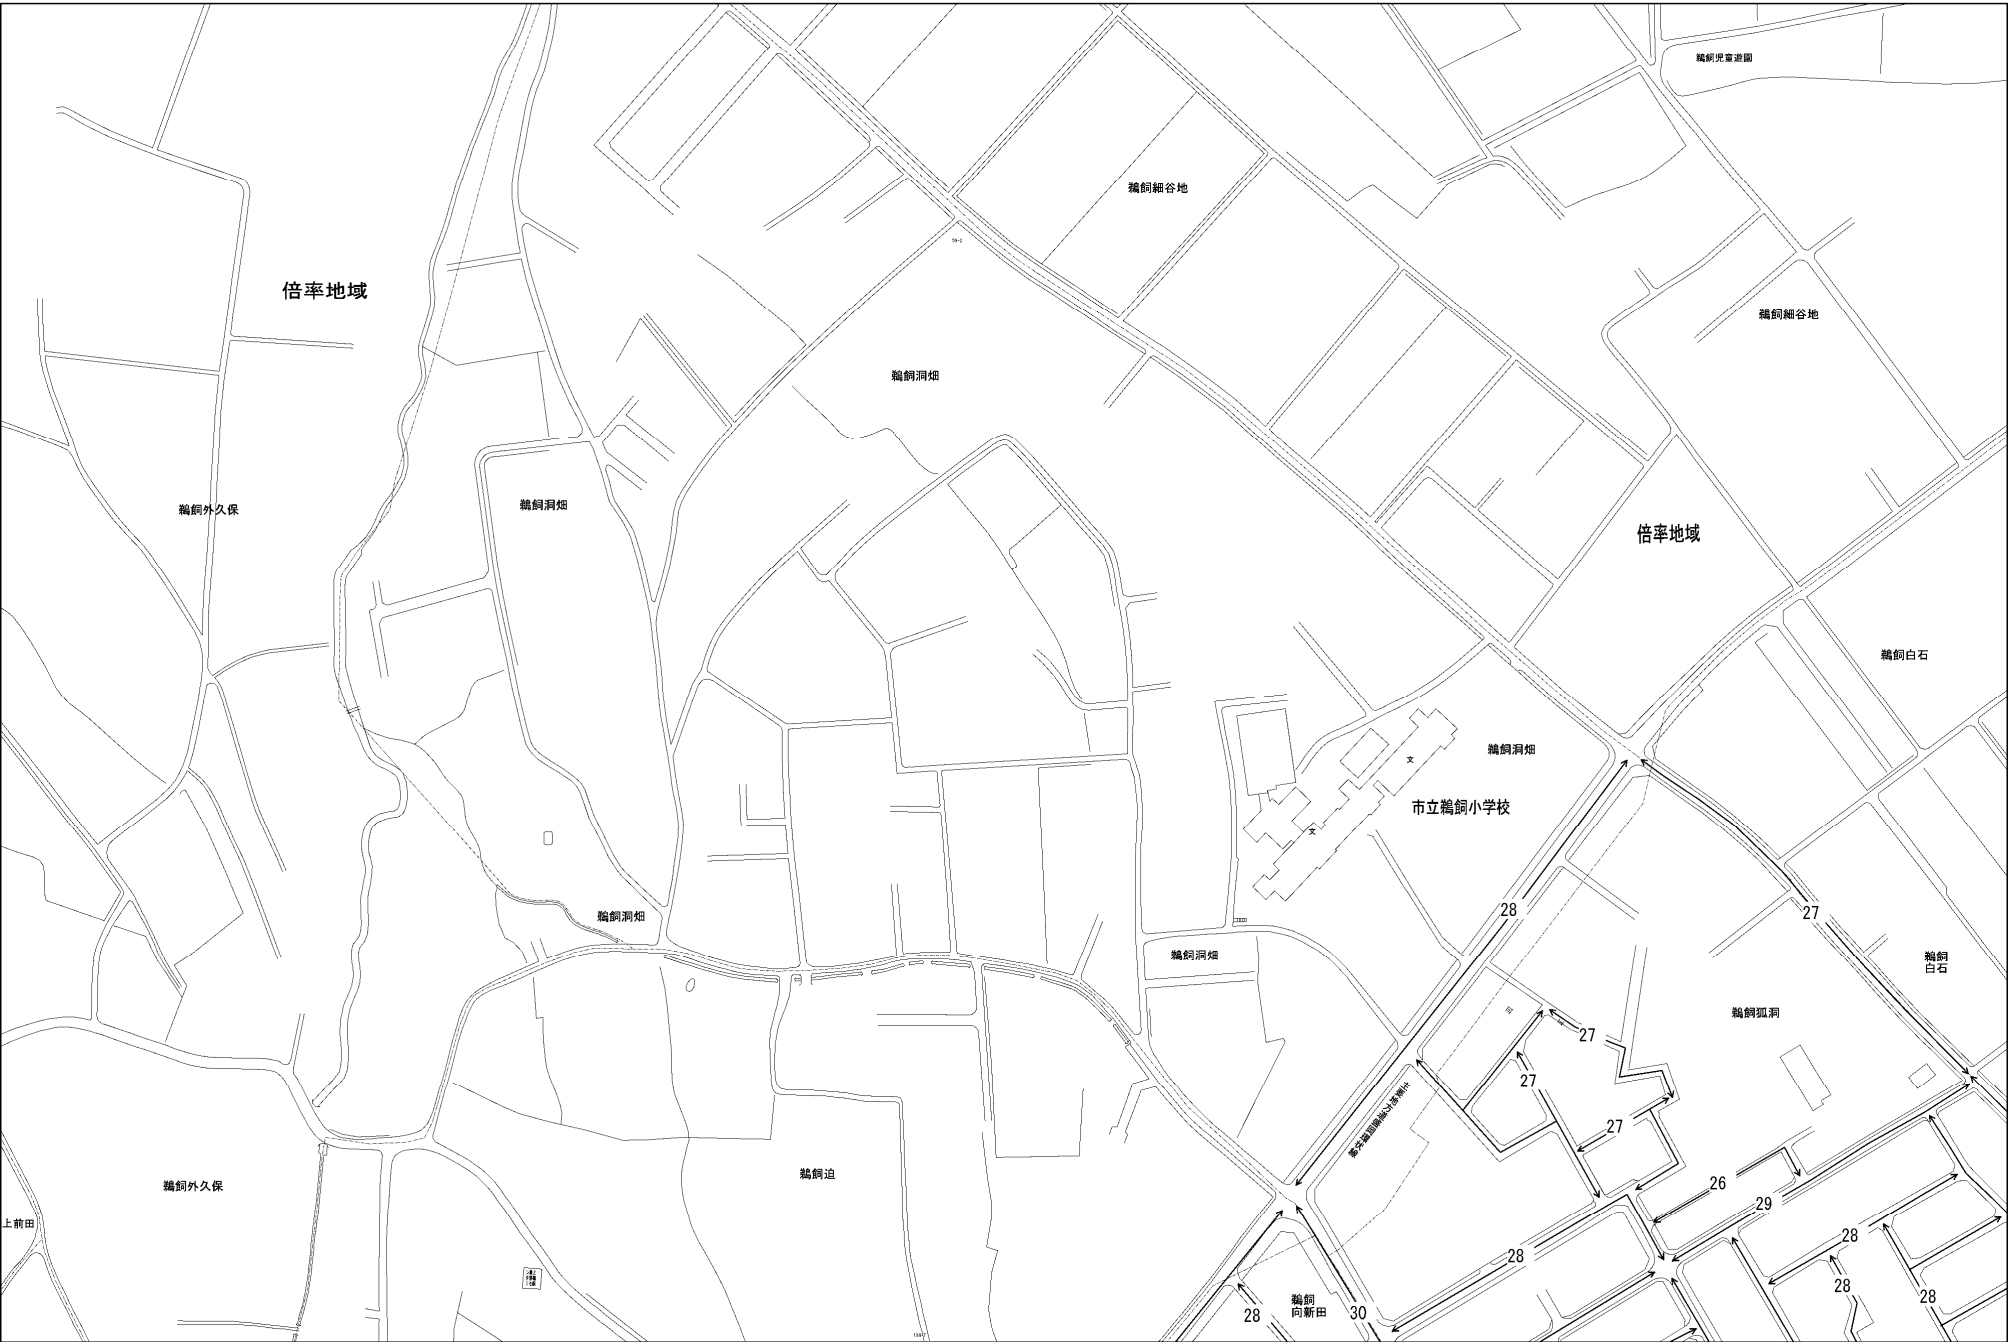 鵜飼児童遊園
鵜飼細谷地
59-2
倍率地域
鵜飼細谷地
鵜飼洞畑
鵜飼外久保
鵜飼洞畑
倍率地域
鵜飼白石
鵜飼洞畑
文
市立鵜飼小学校
文
28
27
鵜飼洞畑
鵜飼洞畑
鵜飼
白石
鵜飼狐洞
27
27
27
鵜飼迫
鵜飼外久保
26
29
上前田
28
28
28
28
鵜飼
向新田
28
30